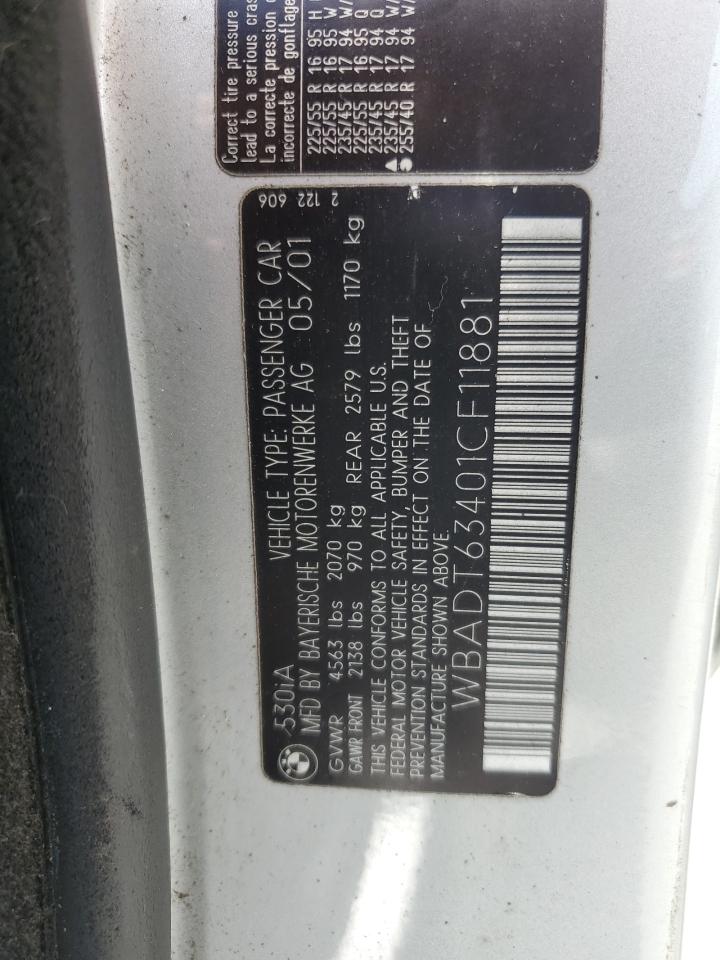 Correct tire pressure
lead to a serious cras
La correcte pression d
incorrecte de gonflage
225/55 R 16 95 H
225/55 R 16 95 W
235/45 R 17 94 W/
225/55 R 16 95 Q
235/45 R 17 94 Q
235/45 R 17 94 W/
255/40 R 17 94 W/
2 122 606
530iA VEHICLE TYPE: PASSENGER CAR
MFD BY BAYERISCHE MOTORENWERKE AG 05/01
GVWR 4563 lbs 2070 kg
GAWR FRONT 2138 lbs 970 kg REAR 2579 lbs 1170 kg
THIS VEHICLE CONFORMS TO ALL APPLICABLE U.S.
FEDERAL MOTOR VEHICLE SAFETY, BUMPER AND THEFT
PREVENTION STANDARDS IN EFFECT ON THE DATE OF
MANUFACTURE SHOWN ABOVE.
WBADT63401CF11881